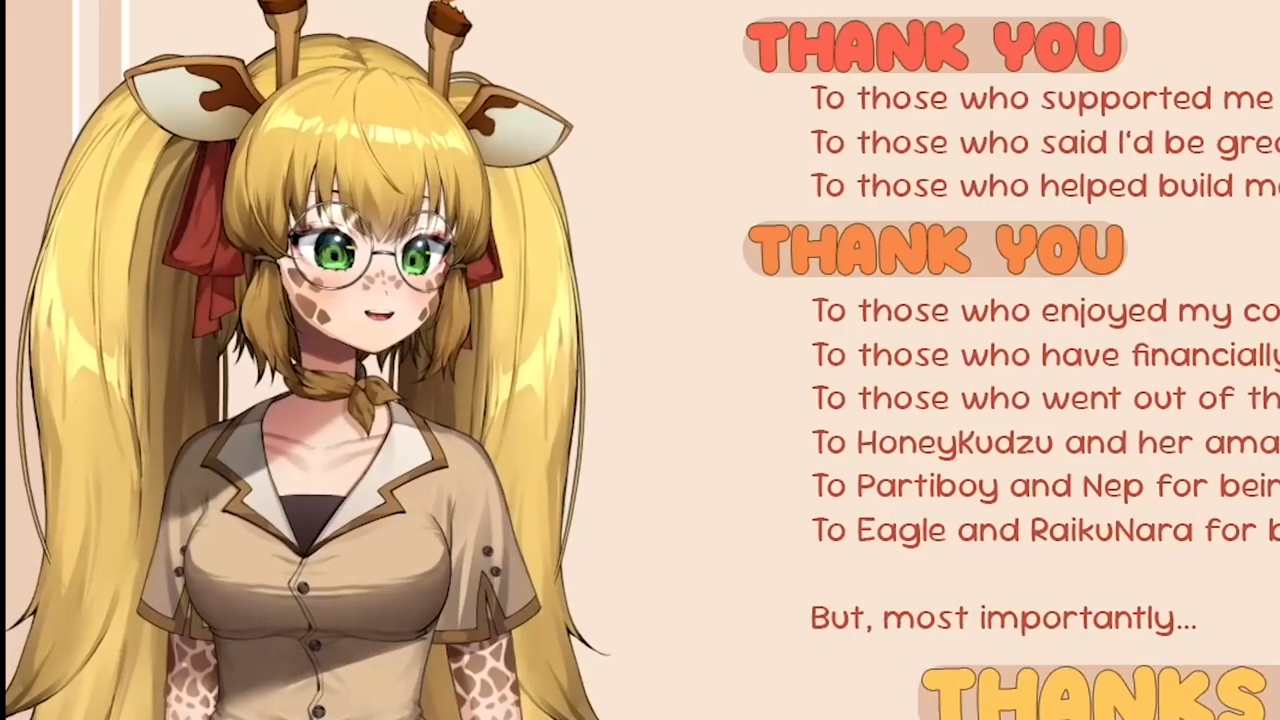 THANK YOU
To those who supported me
To those who said I'd be
To those who helped build
THANK YOU
To those who enjoyed my
To those who have financially
To those who went out of
To HoneyKudzu and her
To Partiboy and Nep for
To Eagle and RaikuNara for
But, most importantly...
THANKS